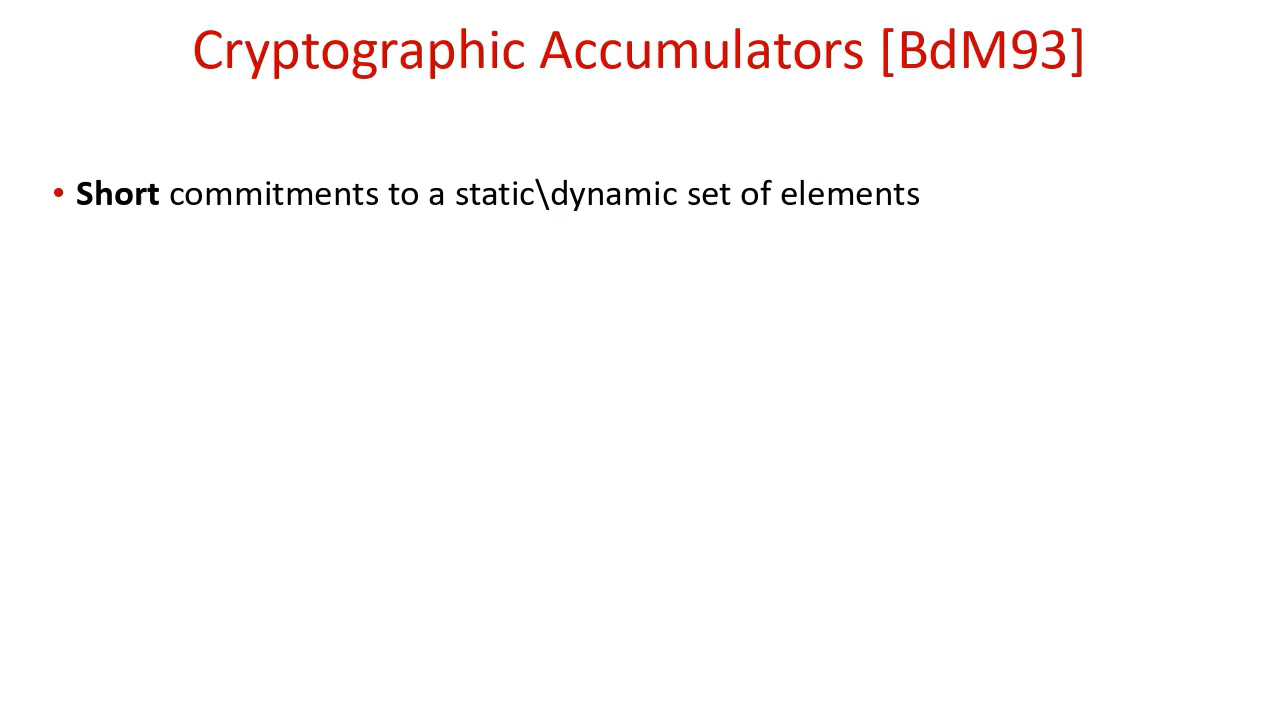 Cryptographic Accumulators [BdM93]
• Short commitments to a static\dynamic set of elements